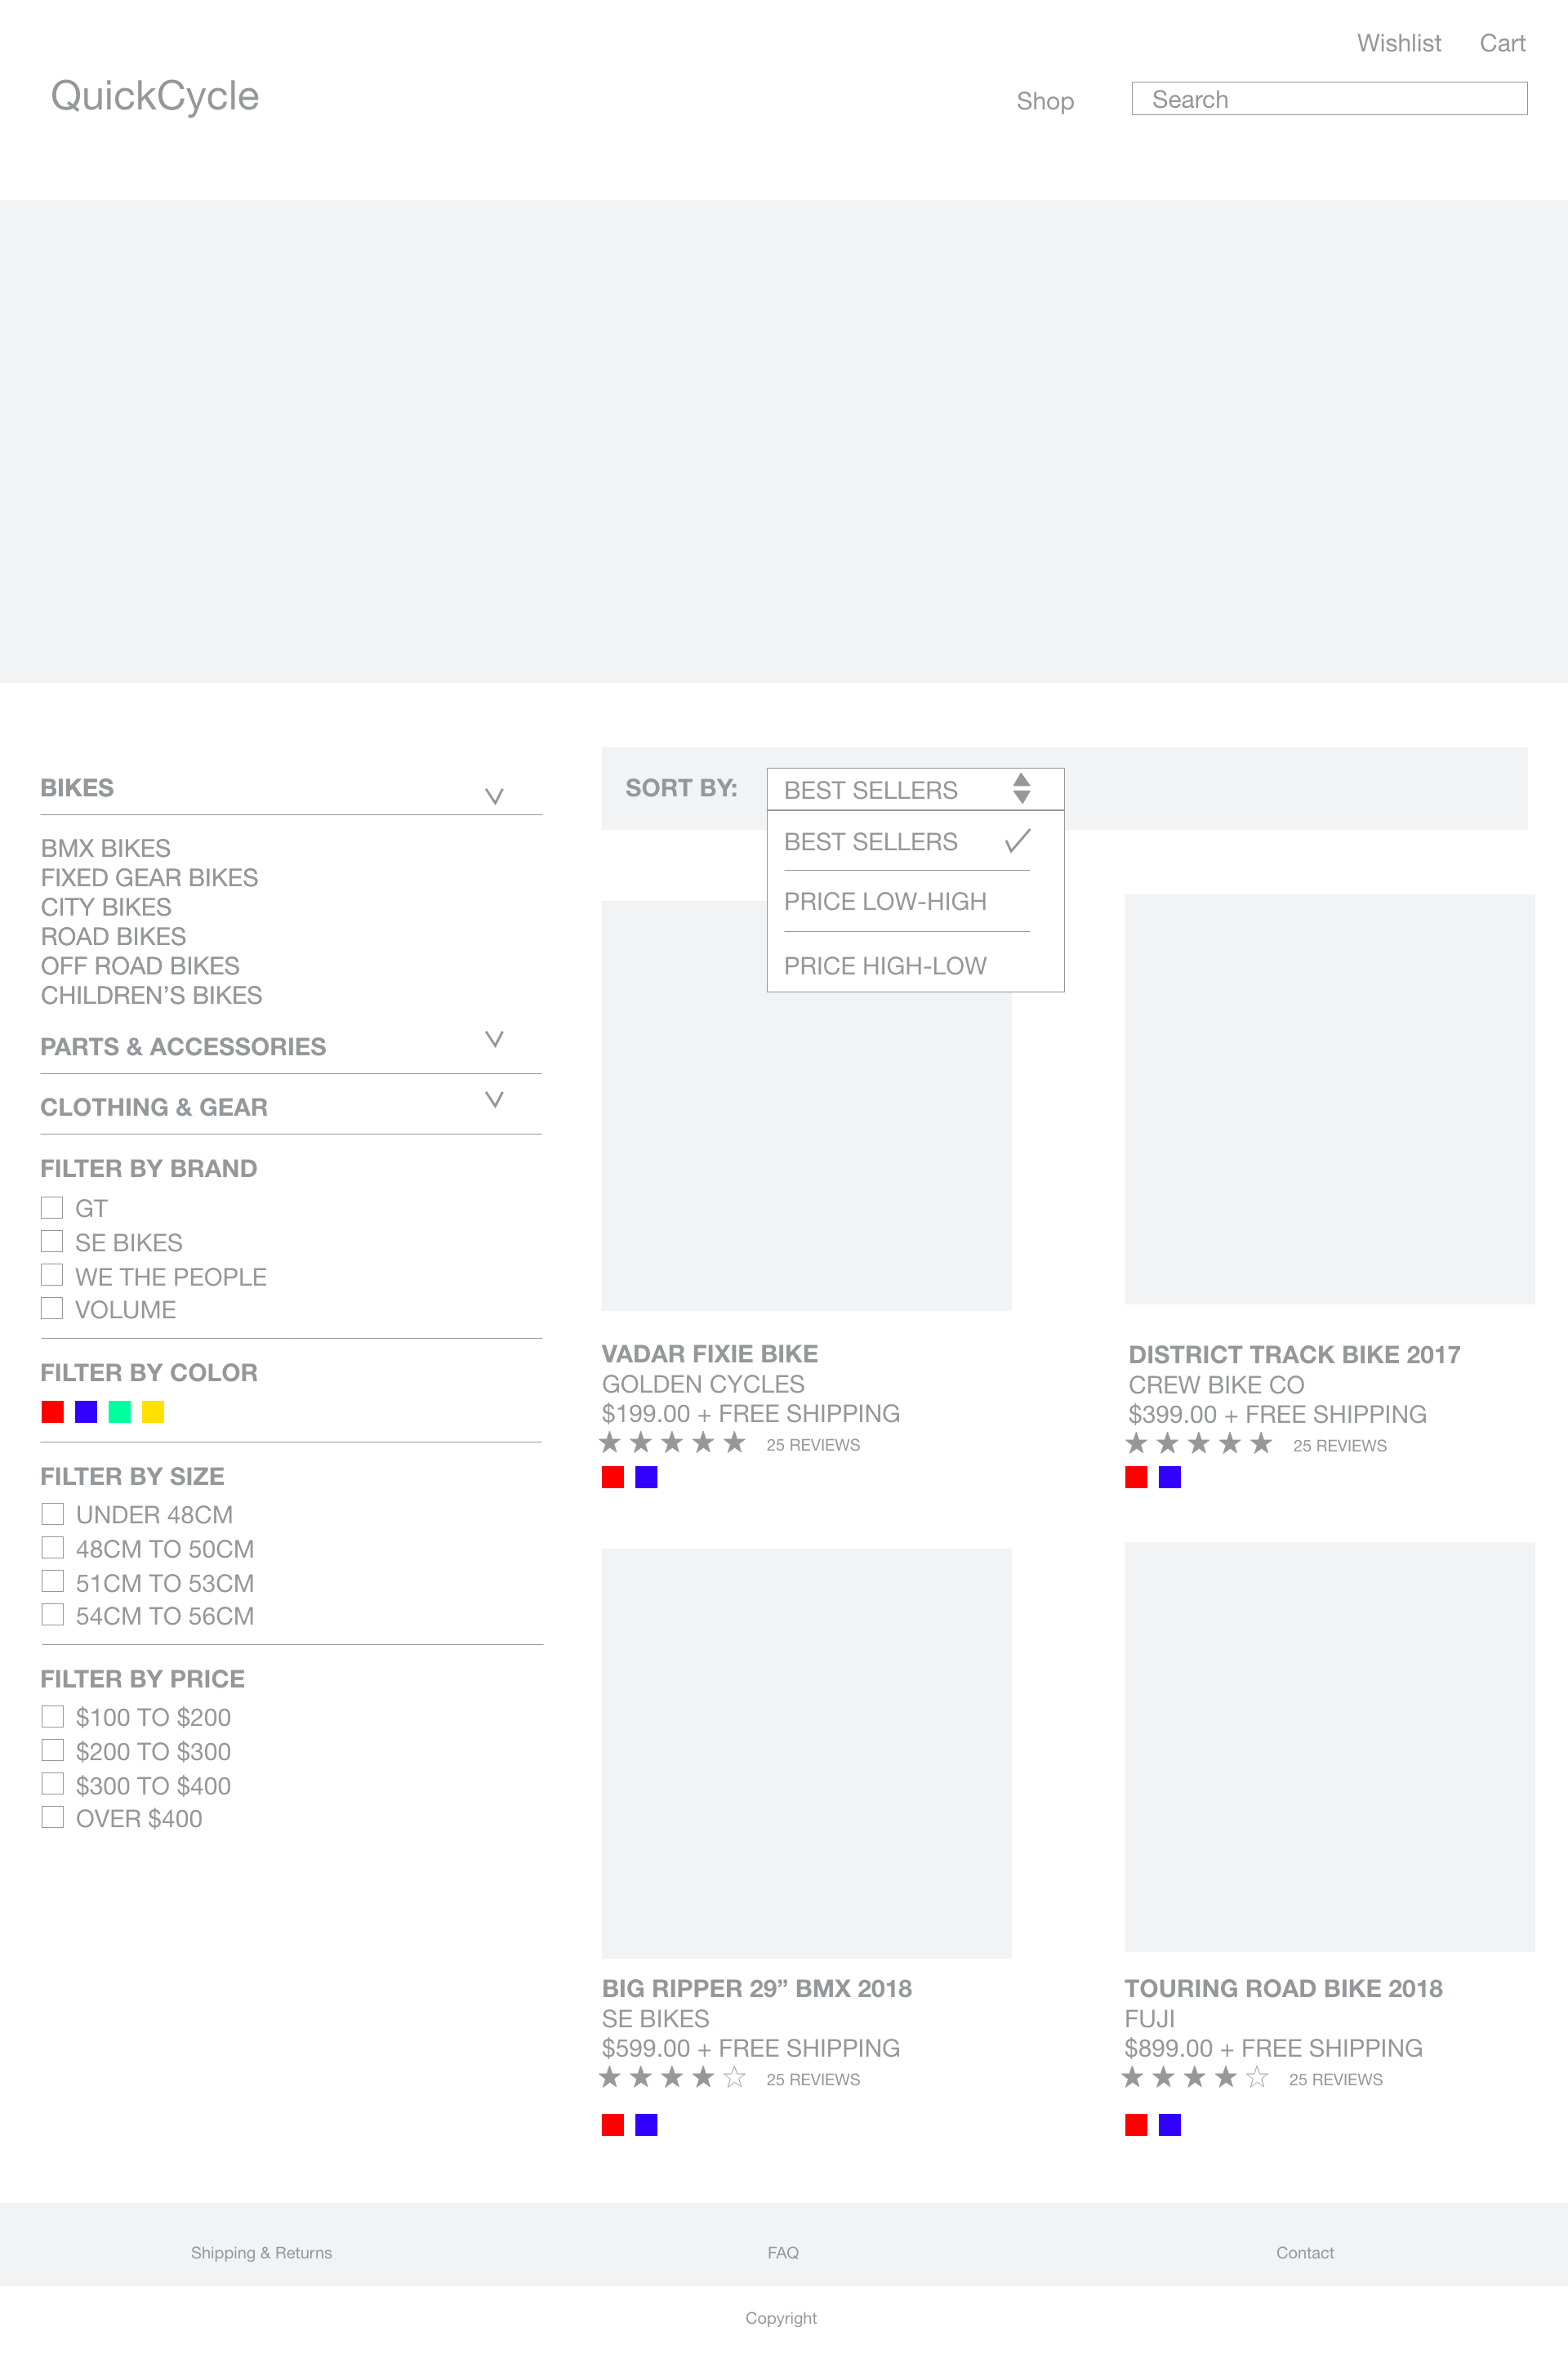 Wishlist Cart
QuickCycle
Shop
Search
BIKES
BMX BIKES
FIXED GEAR BIKES
CITY BIKES
ROAD BIKES
OFF ROAD BIKES
CHILDREN’S BIKES
PARTS & ACCESSORIES
CLOTHING & GEAR
FILTER BY BRAND
GT
SE BIKES
WE THE PEOPLE
VOLUME
FILTER BY COLOR
FILTER BY SIZE
UNDER 48CM
48CM TO 50CM
51CM TO 53CM
54CM TO 56CM
FILTER BY PRICE
$100 TO $200
$200 TO $300
$300 TO $400
OVER $400
SORT BY:
BEST SELLERS
BEST SELLERS
PRICE LOW-HIGH
PRICE HIGH-LOW
VADAR FIXIE BIKE
GOLDEN CYCLES
$199.00 + FREE SHIPPING
25 REVIEWS
DISTRICT TRACK BIKE 2017
CREW BIKE CO
$399.00 + FREE SHIPPING
25 REVIEWS
BIG RIPPER 29” BMX 2018
SE BIKES
$599.00 + FREE SHIPPING
25 REVIEWS
TOURING ROAD BIKE 2018
FUJI
$899.00 + FREE SHIPPING
25 REVIEWS
Shipping & Returns
FAQ
Contact
Copyright